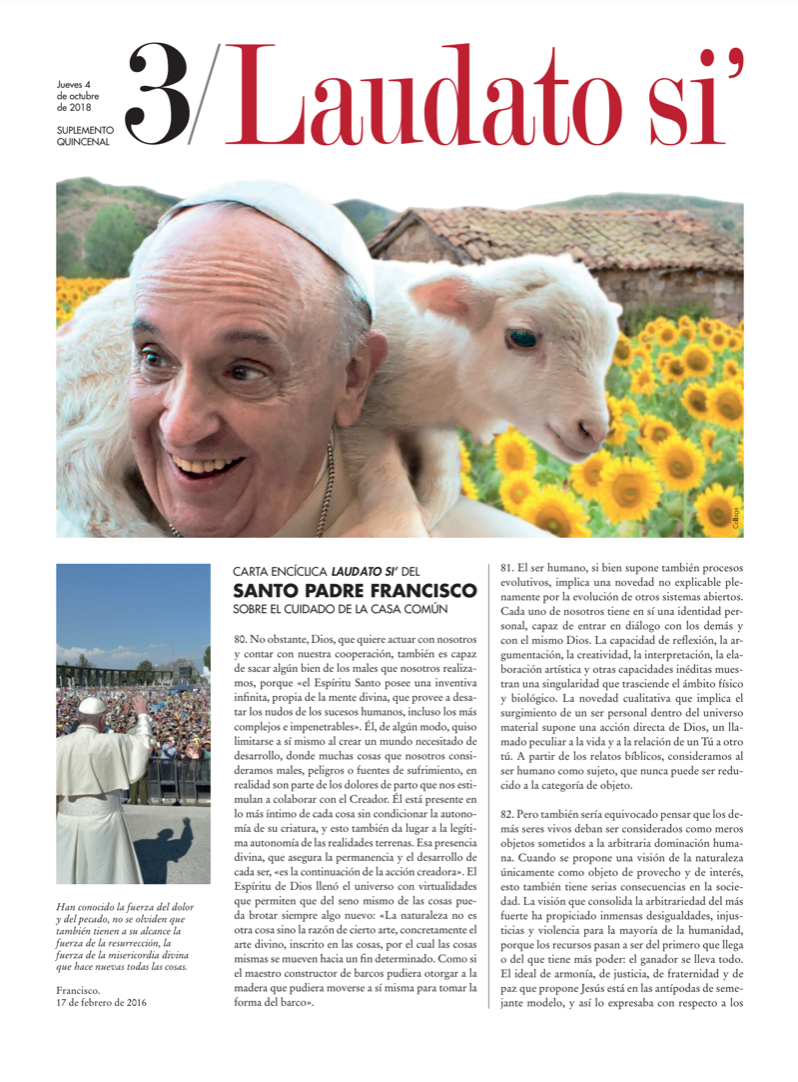 Jueves 4
de octubre
de 2018
SUPLEMENTO
QUINCENAL
3/Laudato si’
Collage
Han conocido la fuerza del dolor
y del pecado, no se olviden que
también tienen a su alcance la
fuerza de la resurrección, la
fuerza de la misericordia divina
que hace nuevas todas las cosas.
Francisco.
17 de febrero de 2016
CARTA ENCÍCLICA LAUDATO SI’ DEL
SANTO PADRE FRANCISCO
SOBRE EL CUIDADO DE LA CASA COMÚN
80. No obstante, Dios, que quiere actuar con nosotros
y contar con nuestra cooperación, también es capaz
de sacar algún bien de los males que nosotros realiza-
mos, porque «el Espíritu Santo posee una inventiva
infinita, propia de la mente divina, que provee a desa-
tar los nudos de los sucesos humanos, incluso los más
complejos e impenetrables». Él, de algún modo, quiso
limitarse a sí mismo al crear un mundo necesitado de
desarrollo, donde muchas cosas que nosotros consi-
deramos males, peligros o fuentes de sufrimiento, en
realidad son parte de los dolores de parto que nos esti-
mulan a colaborar con el Creador. Él está presente en
lo más íntimo de cada cosa sin condicionar la autono-
mía de su criatura, y esto también da lugar a la legíti-
ma autonomía de las realidades terrenas. Esa presencia
divina, que asegura la permanencia y el desarrollo de
cada ser, «es la continuación de la acción creadora». El
Espíritu de Dios llenó el universo con virtualidades
que permiten que del seno mismo de las cosas pue-
da brotar siempre algo nuevo: «La naturaleza no es
otra cosa sino la razón de cierto arte, concretamente el
arte divino, inscrito en las cosas, por el cual las cosas
mismas se mueven hacia un fin determinado. Como si
el maestro constructor de barcos pudiera otorgar a la
madera que pudiera moverse a sí misma para tomar la
forma del barco».
81. El ser humano, si bien supone también procesos
evolutivos, implica una novedad no explicable ple-
namente por la evolución de otros sistemas abiertos.
Cada uno de nosotros tiene en sí una identidad per-
sonal, capaz de entrar en diálogo con los demás y
con el mismo Dios. La capacidad de reflexión, la ar-
gumentación, la creatividad, la interpretación, la ela-
boración artística y otras capacidades inéditas mues-
tran una singularidad que trasciende el ámbito físico
y biológico. La novedad cualitativa que implica el
surgimiento de un ser personal dentro del universo
material supone una acción directa de Dios, un lla-
mado peculiar a la vida y a la relación de un Tú a otro
tú. A partir de los relatos bíblicos, consideramos al
ser humano como sujeto, que nunca puede ser redu-
cido a la categoría de objeto.
82. Pero también sería equivocado pensar que los de-
más seres vivos deban ser considerados como meros
objetos sometidos a la arbitraria dominación huma-
na. Cuando se propone una visión de la naturaleza
únicamente como objeto de provecho y de interés,
esto también tiene serias consecuencias en la socie-
dad. La visión que consolida la arbitrariedad del más
fuerte ha propiciado inmensas desigualdades, injus-
ticias y violencia para la mayoría de la humanidad,
porque los recursos pasan a ser del primero que llega
o del que tiene más poder: el ganador se lleva todo.
El ideal de armonía, de justicia, de fraternidad y de
paz que propone Jesús está en las antípodas de seme-
jante modelo, y así lo expresaba con respecto a los